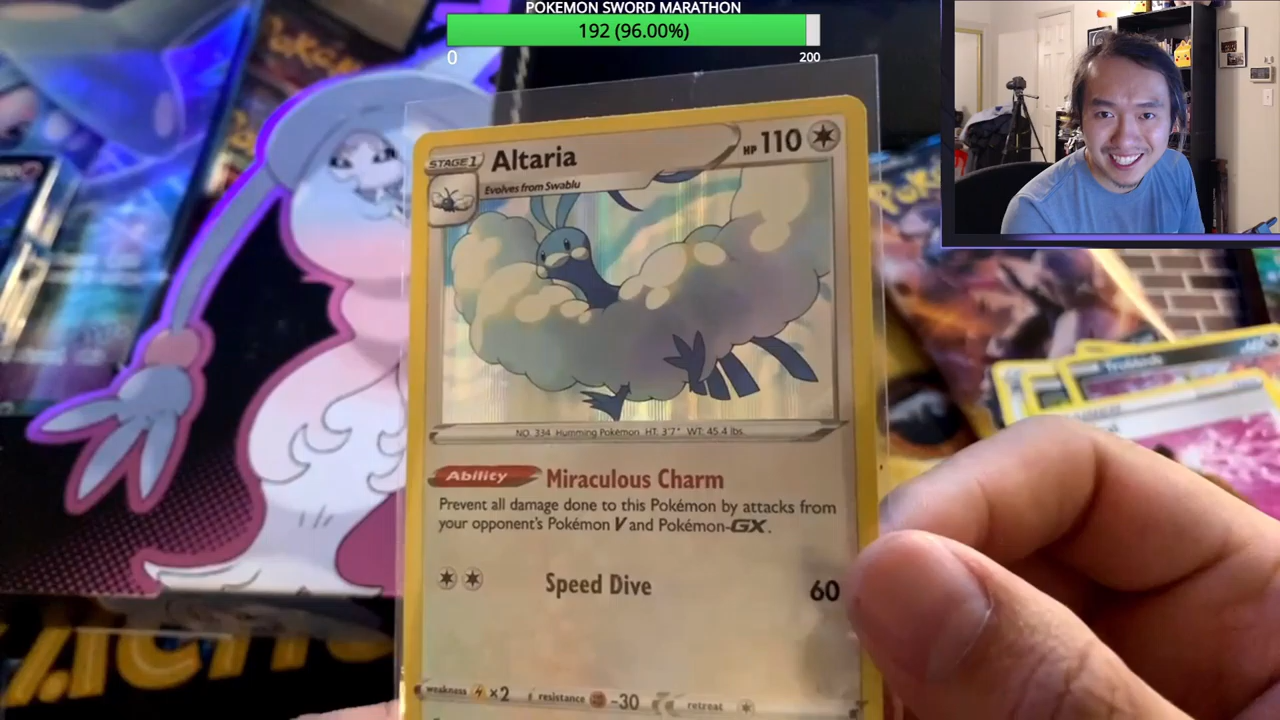 POKEMON SWORD MARATHON
192 (96.00%)
0
200
STAGE 1
Altaria
HP 110
Evolves from Swablu
NO. 334 Humming Pokémon HT: 3'7" WT: 45.4 lbs.
Ability Miraculous Charm
Prevent all damage done to this Pokémon by attacks from
your opponent's Pokémon V and Pokémon-GX.
Speed Dive
60
weakness ×2 resistance -30 retreat